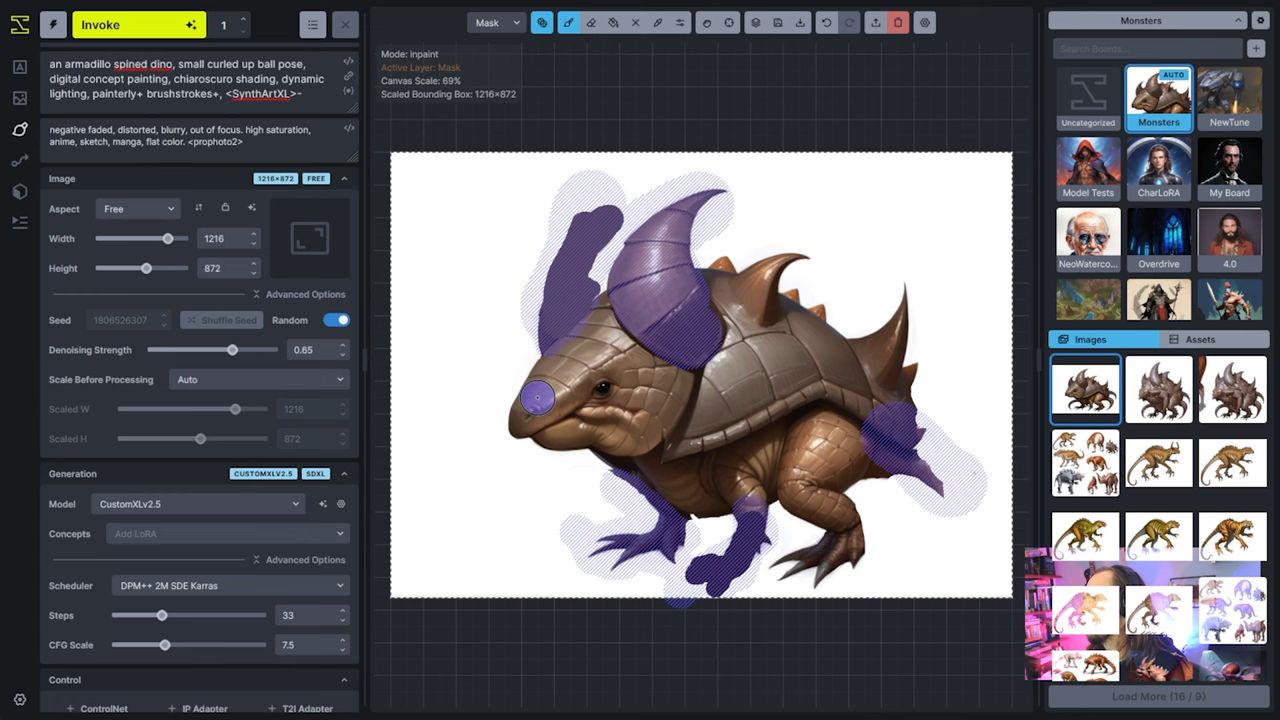 Invoke
1
an armadillo spined dino, small curled up ball pose,
digital concept painting, chiaroscuro shading, dynamic
lighting, painterly+ brushstrokes+, <SynthArtXL>-
negative faded, distorted, blurry, out of focus. high saturation,
anime, sketch, manga, flat color. <prophoto2>
Image
1216×872
FREE
Aspect
Free
Width
1216
Height
872
Advanced Options
Seed
1806526307
Shuffle Seed
Random
Denoising Strength
0.65
Scale Before Processing
Auto
Scaled W
1216
Scaled H
872
Generation
CUSTOMXLV2.5
SDXL
Model
CustomXLv2.5
Concepts
Add LoRA
Advanced Options
Scheduler
DPM++ 2M SDE Karras
Steps
33
CFG Scale
7.5
Control
+ ControlNet
+ IP Adapter
+ T2I Adapter
Mask
Mode: Inpaint
Active Layer: Mask
Canvas Scale: 69%
Scaled Bounding Box: 1216×872
Monsters
Search Boards...
AUTO
Uncategorized
Monsters
NewTune
Model Tests
CharLoRA
My Board
NeoWaterco...
Overdrive
4.0
Images
Assets
Load More (16 / 9)